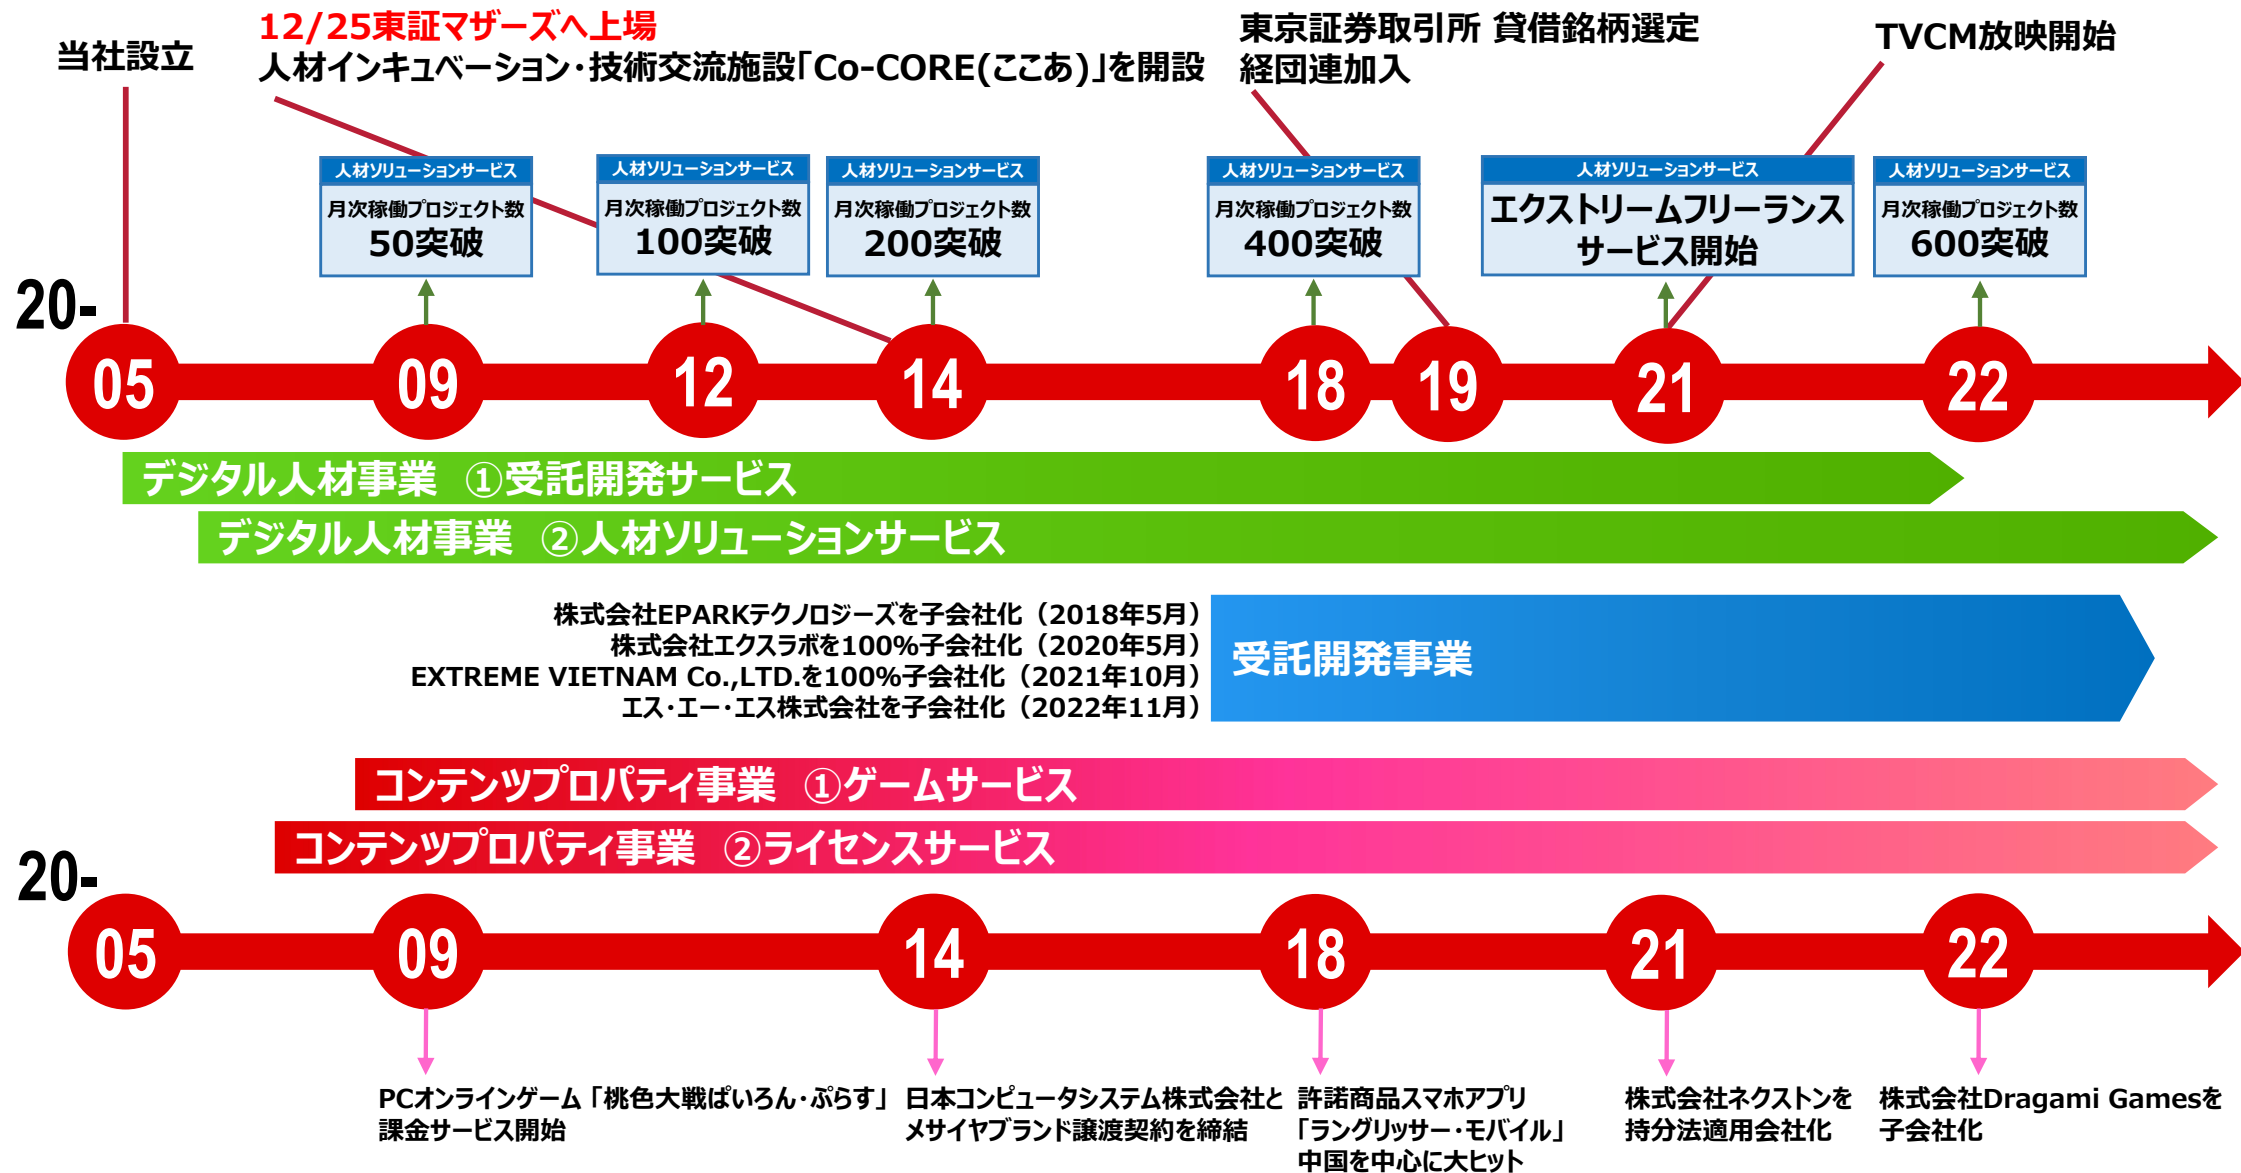 当社設立
12/25東証マザーズへ上場
人材インキュベーション・技術交流施設「Co-CORE(ここあ)」を開設
東京証券取引所 貸借銘柄選定
経団連加入
TVCM放映開始
人材ソリューションサービス
月次稼働プロジェクト数
50突破
人材ソリューションサービス
月次稼働プロジェクト数
100突破
人材ソリューションサービス
月次稼働プロジェクト数
200突破
人材ソリューションサービス
月次稼働プロジェクト数
400突破
人材ソリューションサービス
エクストリームフリーランス
サービス開始
人材ソリューションサービス
月次稼働プロジェクト数
600突破
20-
05
09
12
14
18
19
21
22
デジタル人材事業 ①受託開発サービス
デジタル人材事業 ②人材ソリューションサービス
株式会社EPARKテクノロジーズを子会社化（2018年5月）
株式会社エクスラボを100%子会社化（2020年5月）
EXTREME VIETNAM Co.,LTD.を100%子会社化（2021年10月）
エス・エー・エス株式会社を子会社化（2022年11月）
受託開発事業
コンテンツプロパティ事業 ①ゲームサービス
コンテンツプロパティ事業 ②ライセンスサービス
20-
05
09
14
18
21
22
PCオンラインゲーム「桃色大戦ぱいろん・ぷらす」
課金サービス開始
日本コンピュータシステム株式会社と
メサイヤブランド譲渡契約を締結
許諾商品スマホアプリ
「ラングリッサー・モバイル」
中国を中心に大ヒット
株式会社ネクストンを
持分法適用会社化
株式会社Dragami Gamesを
子会社化